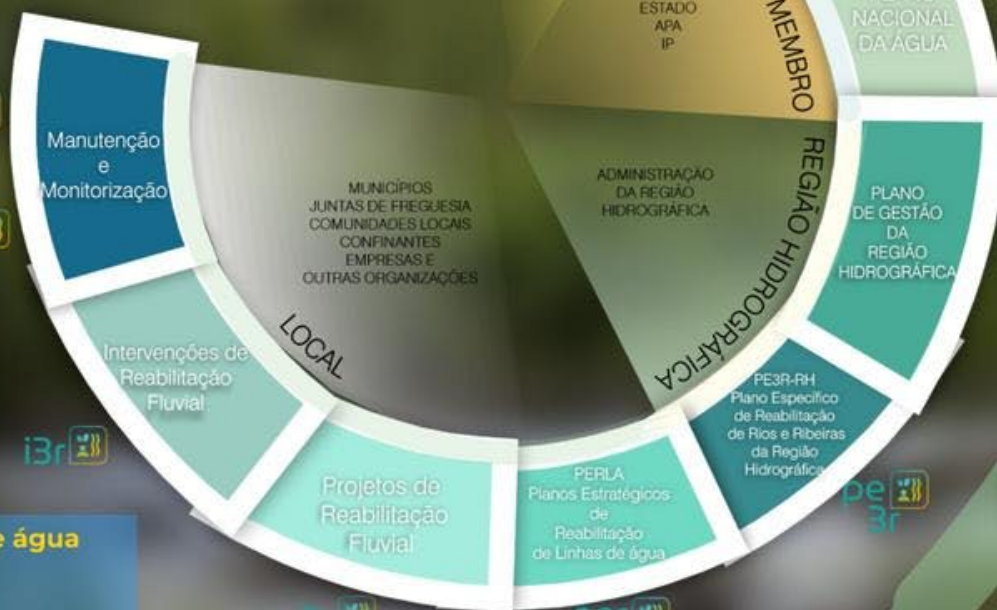 ESTADO
APA
IP
MEMBRO
NACIONAL
DA ÁGUA
Manutenção
e
Monitorização
MUNICÍPIOS
JUNTAS DE FREGUESIA
COMUNIDADES LOCAIS
CONFINANTES
EMPRESAS E
OUTRAS ORGANIZAÇÕES
ADMINISTRAÇÃO
DA REGIÃO
HIDROGRÁFICA
REGIÃO HIDROGRÁFICA
PLANO
DE GESTÃO
DA
REGIÃO
HIDROGRÁFICA
LOCAL
Intervenções de
Reabilitação
Fluvial
PE3R-RH
Plano Específico
de Reabilitação
de Rios e Ribeiras
da Região
Hidrográfica
i3r
Projetos de
Reabilitação
Fluvial
PERLA
Planos Estratégicos
de
Reabilitação
de Linhas de água
pe
3r
e água